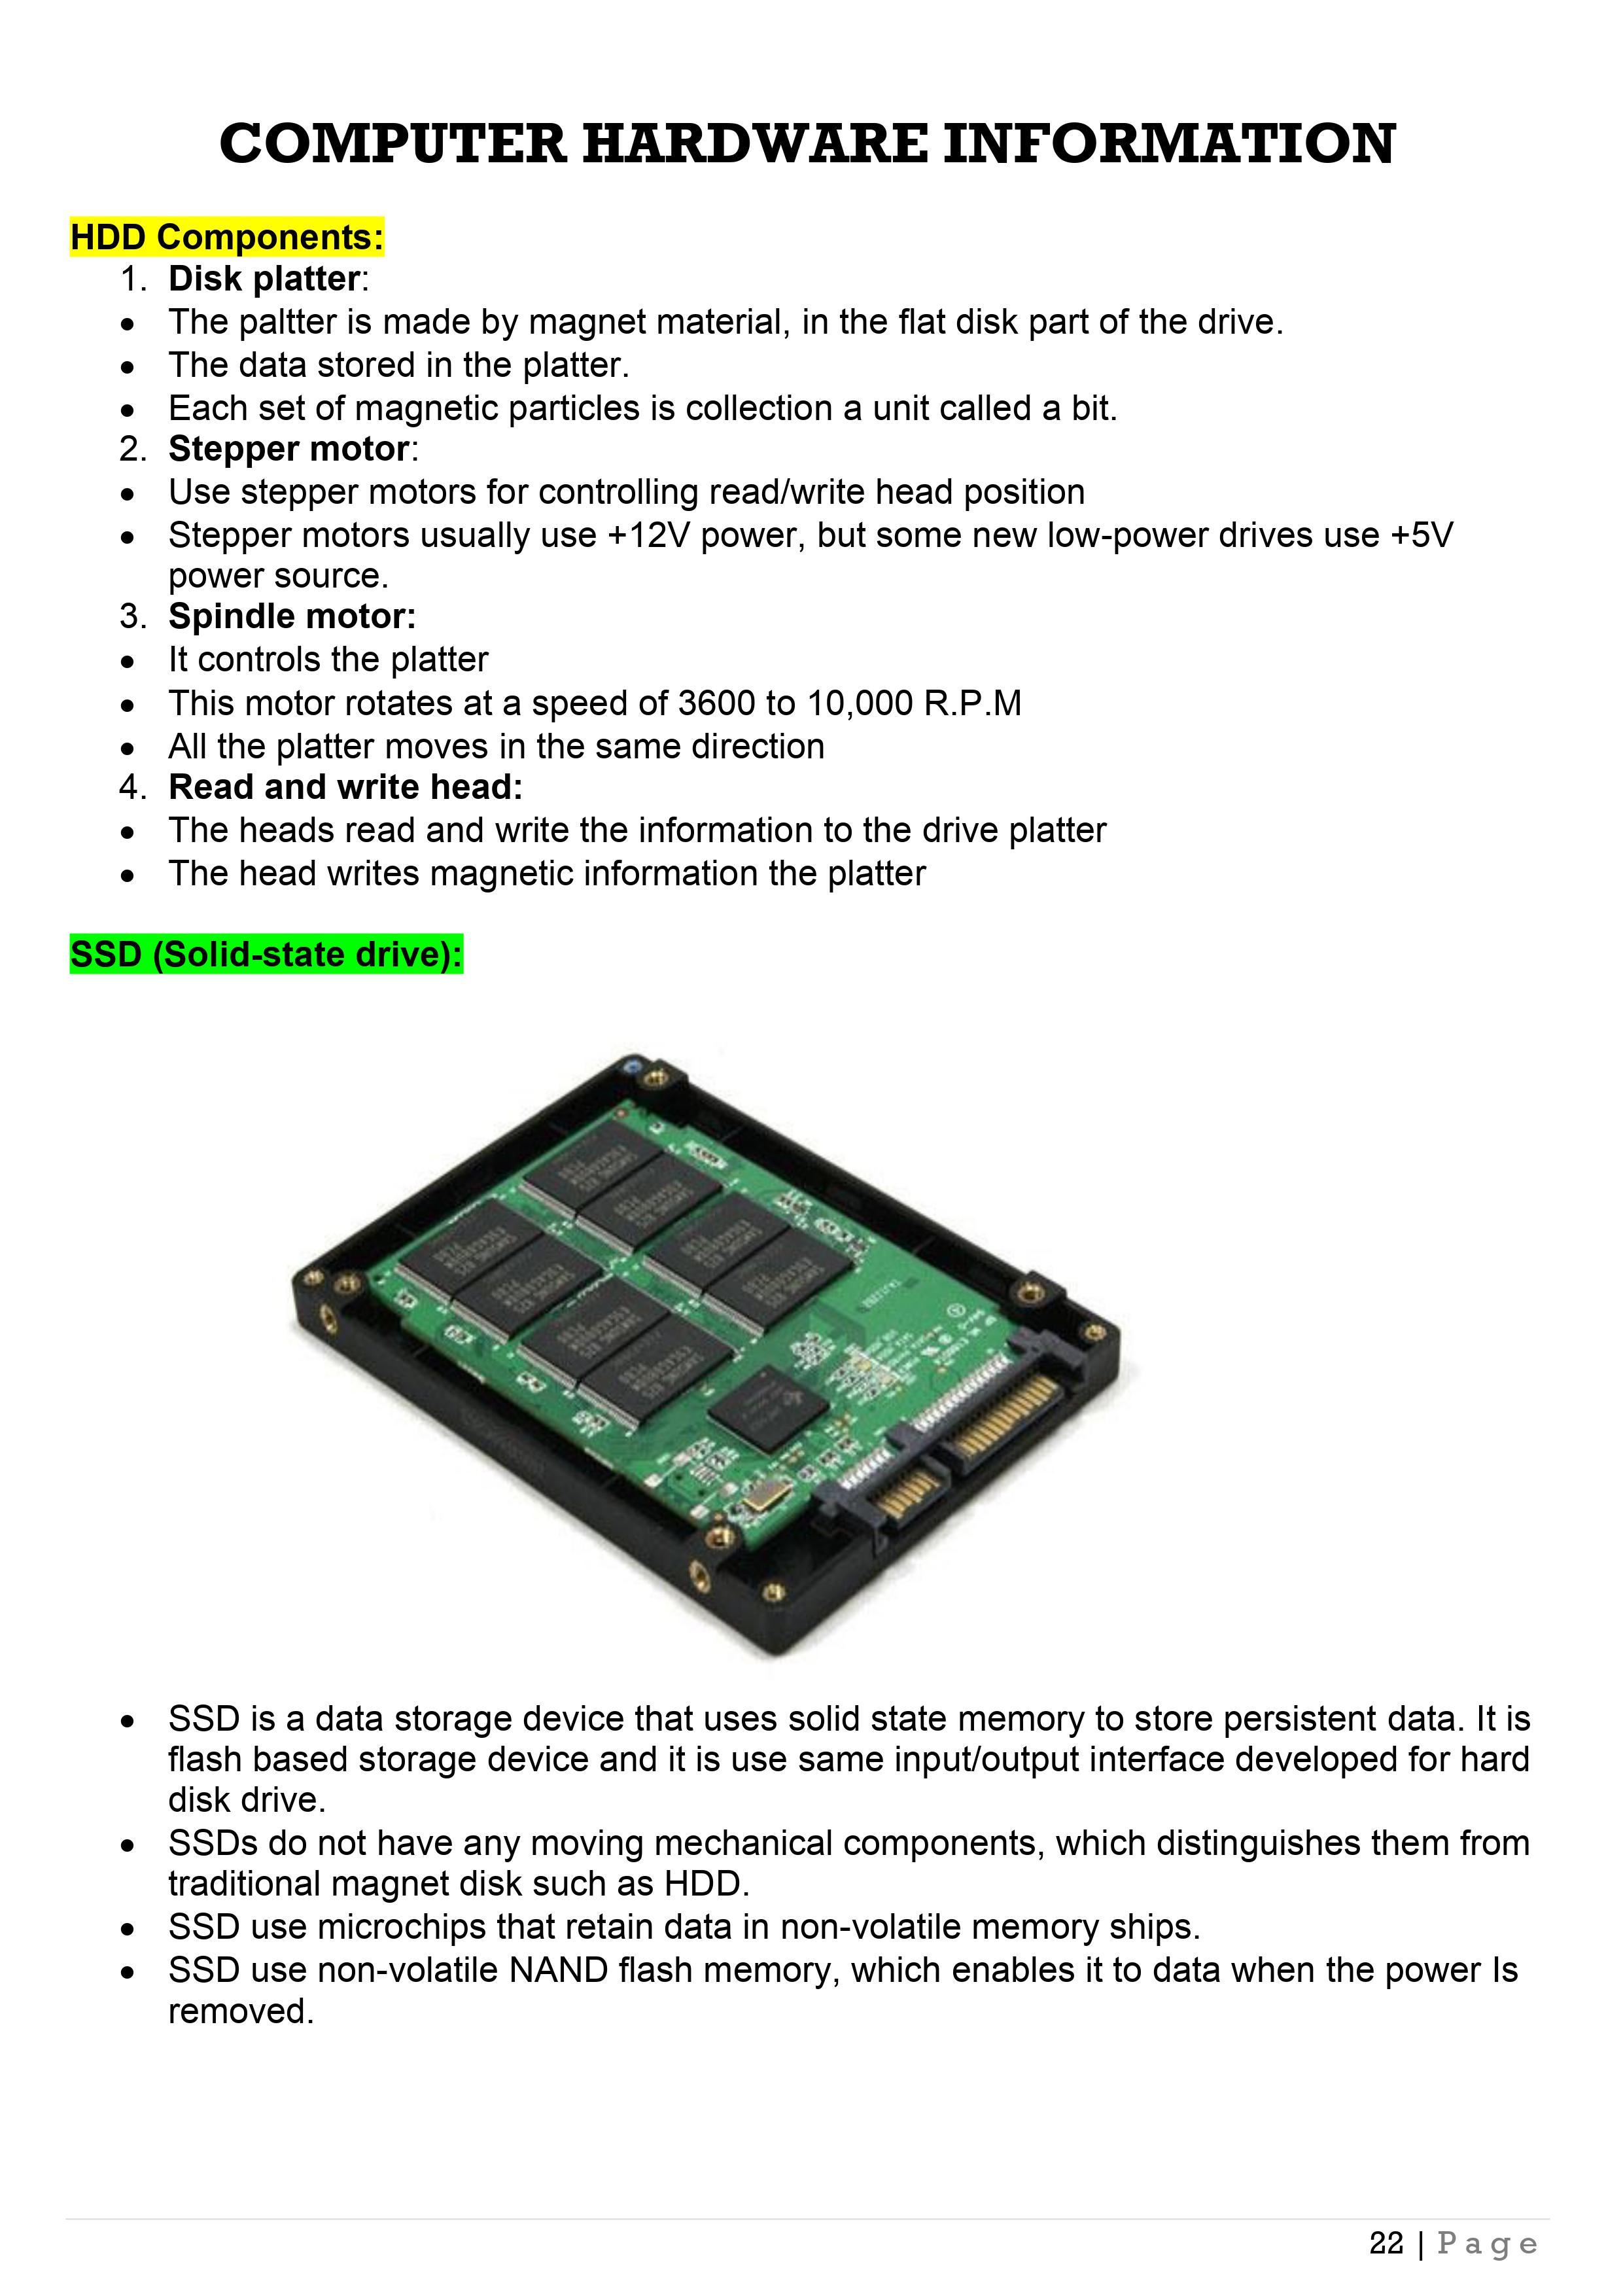 COMPUTER HARDWARE INFORMATION
HDD Components:
1. Disk platter:
• The paltter is made by magnet material, in the flat disk part of the drive.
• The data stored in the platter.
• Each set of magnetic particles is collection a unit called a bit.
2. Stepper motor:
• Use stepper motors for controlling read/write head position
• Stepper motors usually use +12V power, but some new low-power drives use +5V
power source.
3. Spindle motor:
• It controls the platter
• This motor rotates at a speed of 3600 to 10,000 R.P.M
• All the platter moves in the same direction
4. Read and write head:
• The heads read and write the information to the drive platter
• The head writes magnetic information the platter
SSD (Solid-state drive):
• SSD is a data storage device that uses solid state memory to store persistent data. It is
flash based storage device and it is use same input/output interface developed for hard
disk drive.
• SSDs do not have any moving mechanical components, which distinguishes them from
traditional magnet disk such as HDD.
• SSD use microchips that retain data in non-volatile memory ships.
• SSD use non-volatile NAND flash memory, which enables it to data when the power Is
removed.
22 | Page